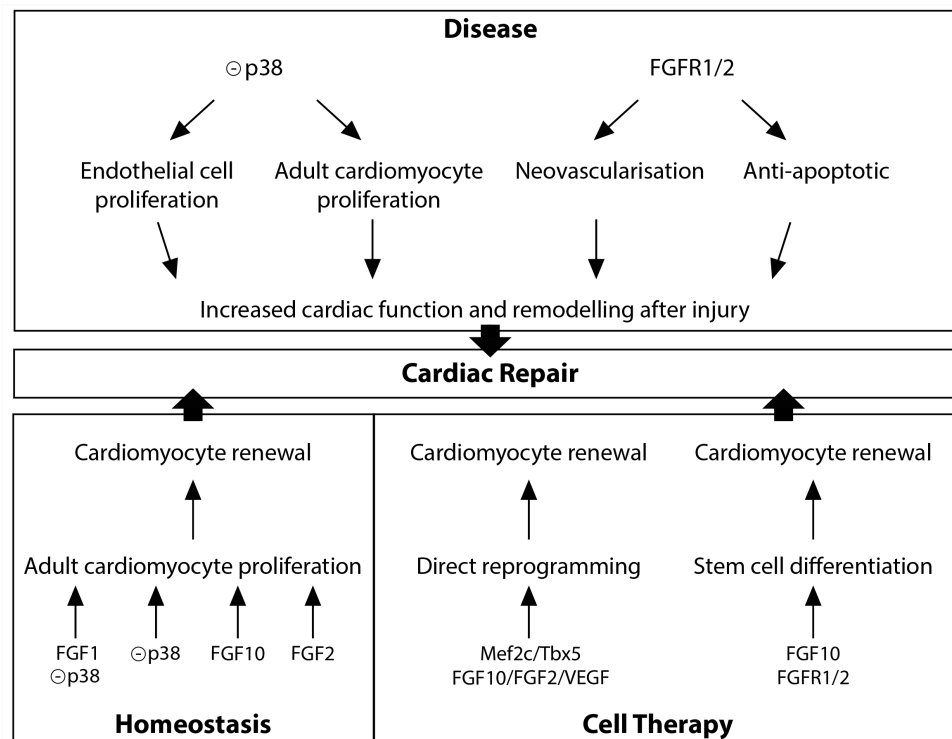 Disease
⊖p38
FGFR1/2
Endothelial cell
proliferation
Adult cardiomyocyte
proliferation
Neovascularisation
Anti-apoptotic
Increased cardiac function and remodelling after injury
Cardiac Repair
Cardiomyocyte renewal
Adult cardiomyocyte proliferation
FGF1
⊖p38
⊖p38
FGF10
FGF2
Homeostasis
Cardiomyocyte renewal
Direct reprogramming
Mef2c/Tbx5
FGF10/FGF2/VEGF
Cardiomyocyte renewal
Stem cell differentiation
FGF10
FGFR1/2
Cell Therapy